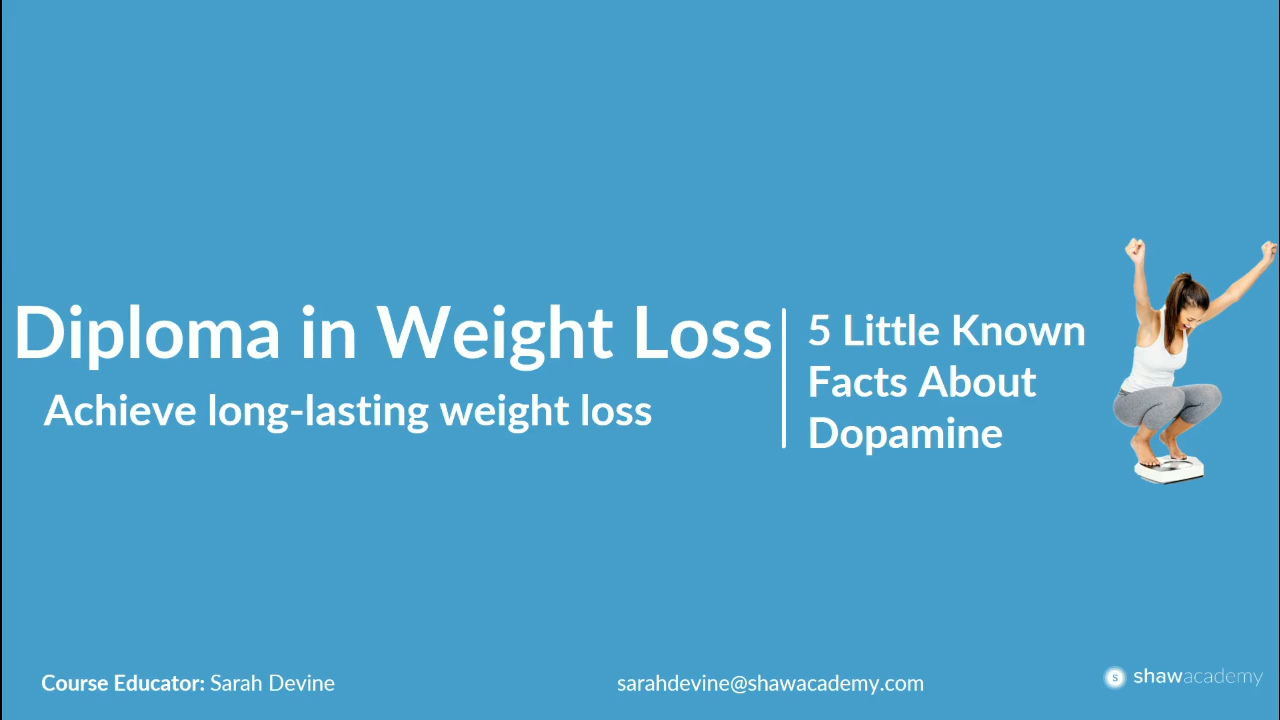 Diploma in Weight Loss
Achieve long-lasting weight loss
5 Little Known
Facts About
Dopamine
Course Educator: Sarah Devine
sarahdevine@shawacademy.com
s shawacademy